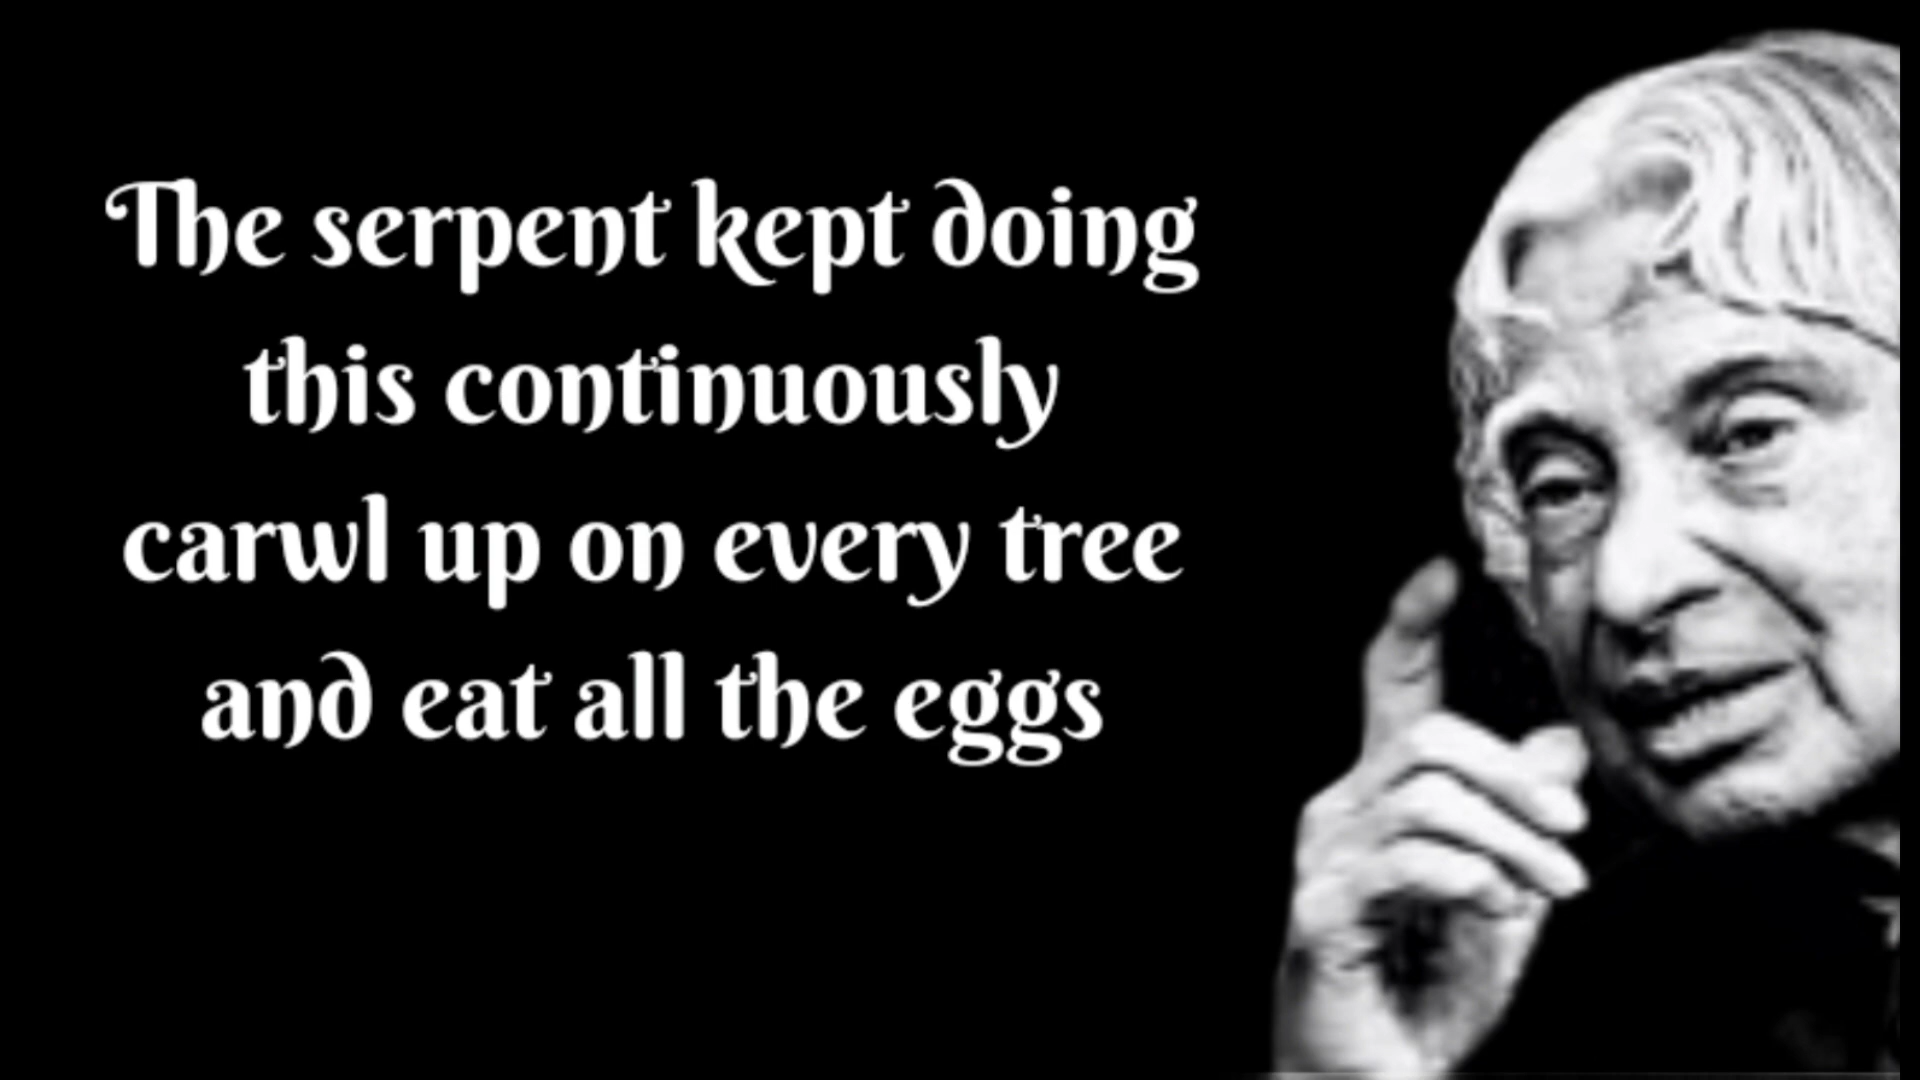 The serpent kept doing
this continuously
carwl up on every tree
and eat all the eggs